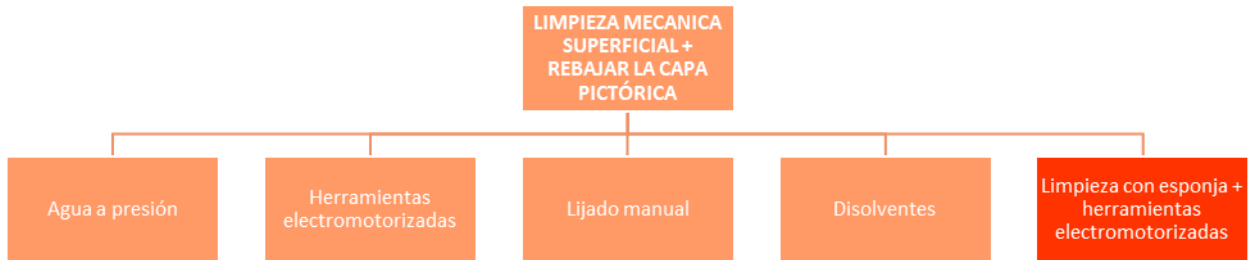 LIMPIEZA MECANICA
SUPERFICIAL +
REBAJAR LA CAPA
PICTÓRICA
Agua a presión
Herramientas
electromotorizadas
Lijado manual
Disolventes
Limpieza con esponja +
herramientas
electromotorizadas